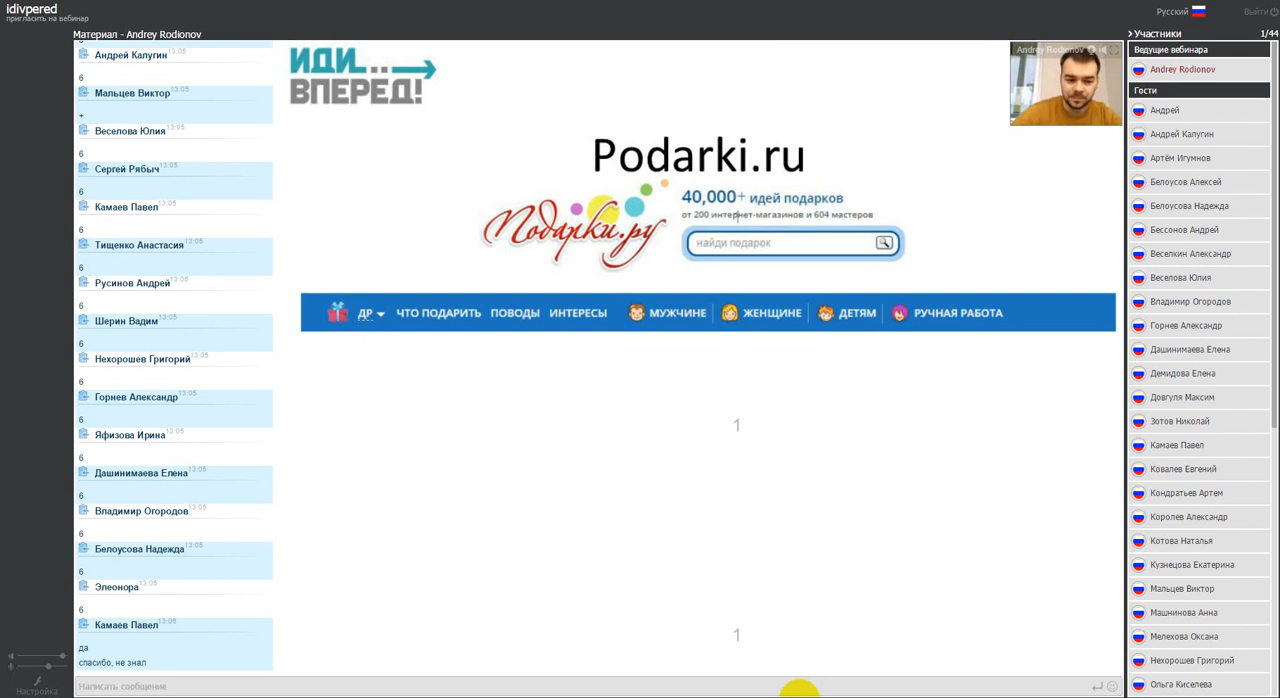 idivpered
пригласить на вебинар
Русский
Выйти
Материал - Andrey Rodionov
Андрей Калугин 13:05
6
Мальцев Виктор 13:05
+
Веселова Юлия 13:05
6
Сергей Рябыч 13:05
6
Камаев Павел 13:05
6
Тищенко Анастасия 13:05
6
Русинов Андрей 13:05
6
Шерин Вадим 13:05
6
Нехорошев Григорий 13:05
6
Горнев Александр 13:05
6
Яфизова Ирина 13:05
6
Дашинимаева Елена 13:05
6
Владимир Огородов 13:05
6
Белоусова Надежда 13:05
6
Элеонора 13:05
6
Камаев Павел 13:06
да
спасибо, не знал
Написать сообщение
Настройка
ИДИ...
ВПЕРЕД!
Podarki.ru
Подарки.ру
40,000+ идей подарков
от 200 интернет-магазинов и 604 мастеров
найди подарок
ДР ЧТО ПОДАРИТЬ ПОВОДЫ ИНТЕРЕСЫ МУЖЧИНЕ ЖЕНЩИНЕ ДЕТЯМ РУЧНАЯ РАБОТА
1
1
Andrey Rodionov
Участники 1/44
Ведущие вебинара
Andrey Rodionov
Гости
Андрей
Андрей Калугин
Артём Игумнов
Белоусов Алексей
Белоусова Надежда
Бессонов Андрей
Веселкин Александр
Веселова Юлия
Владимир Огородов
Горнев Александр
Дашинимаева Елена
Демидова Елена
Довгуля Максим
Зотов Николай
Камаев Павел
Ковалев Евгений
Кондратьев Артем
Королев Александр
Котова Наталья
Кузнецова Екатерина
Мальцев Виктор
Машнинова Анна
Мелехова Оксана
Нехорошев Григорий
Ольга Киселева